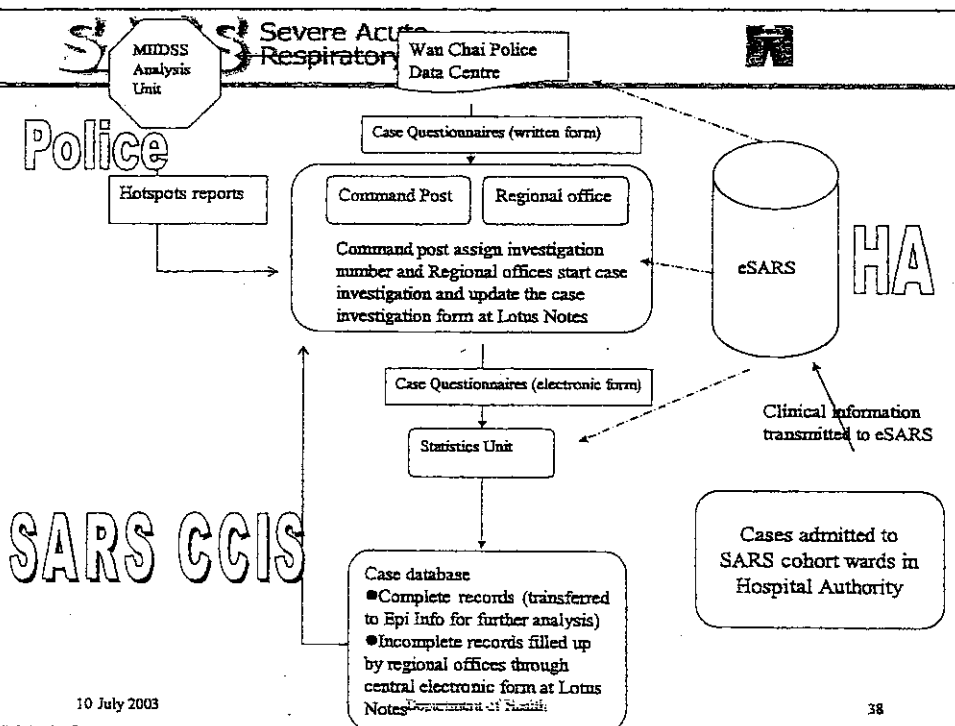 Severe Acute
Respiratory
MIIDSS
Analysis
Unit
Wan Chai Police
Data Centre
Police
Case Questionnaires (written form)
Hotspots reports
Command Post
Regional office
Command post assign investigation
number and Regional offices start case
investigation and update the case
investigation form at Lotus Notes
eSARS
HA
Case Questionnaires (electronic form)
Clinical information
transmitted to eSARS
Statistics Unit
SARS CCIS
Cases admitted to
SARS cohort wards in
Hospital Authority
Case database
●Complete records (transferred
to Epi Info for further analysis)
●Incomplete records filled up
by regional offices through
central electronic form at Lotus
Notes
Department of Health
10 July 2003
38